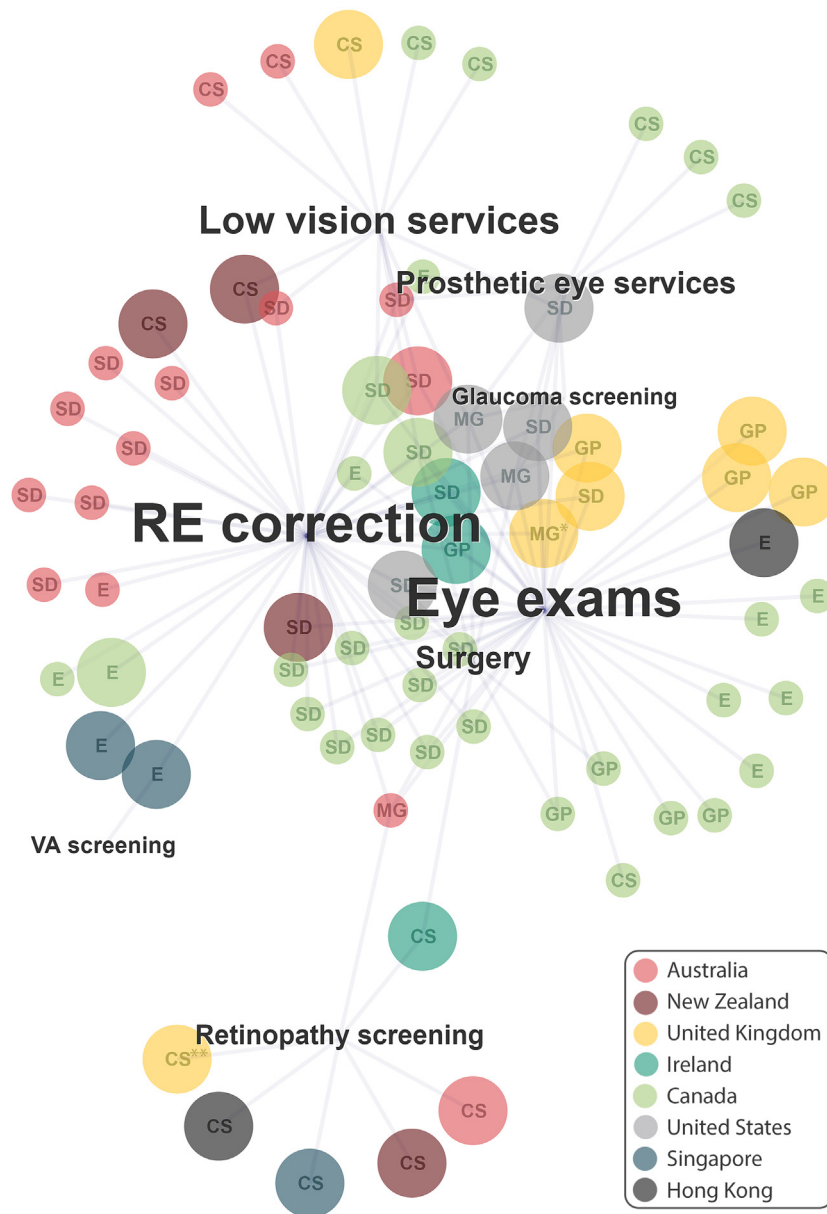 CS
CS
CS
CS
CS
CS
CS
CS
Low vision services
E
Prosthetic eye services
CS
SD
SD
SD
CS
SD
SD
SD
SD
Glaucoma screening
SD
MG
SD
GP
GP
SD
SD
E
MG
GP
SD
SD
SD
SD
GP
RE correction
MG*
E
GP
SD
Eye exams
SD
E
E
E
SD
SD
SD
SD
Surgery
SD
E
E
SD
E
E
SD
SD
SD
E
SD
SD
E
GP
E
MG
GP
GP
GP
VA screening
CS
CS
Retinopathy screening
CS**
CS
CS
CS
CS
Australia
New Zealand
United Kingdom
Ireland
Canada
United States
Singapore
Hong Kong